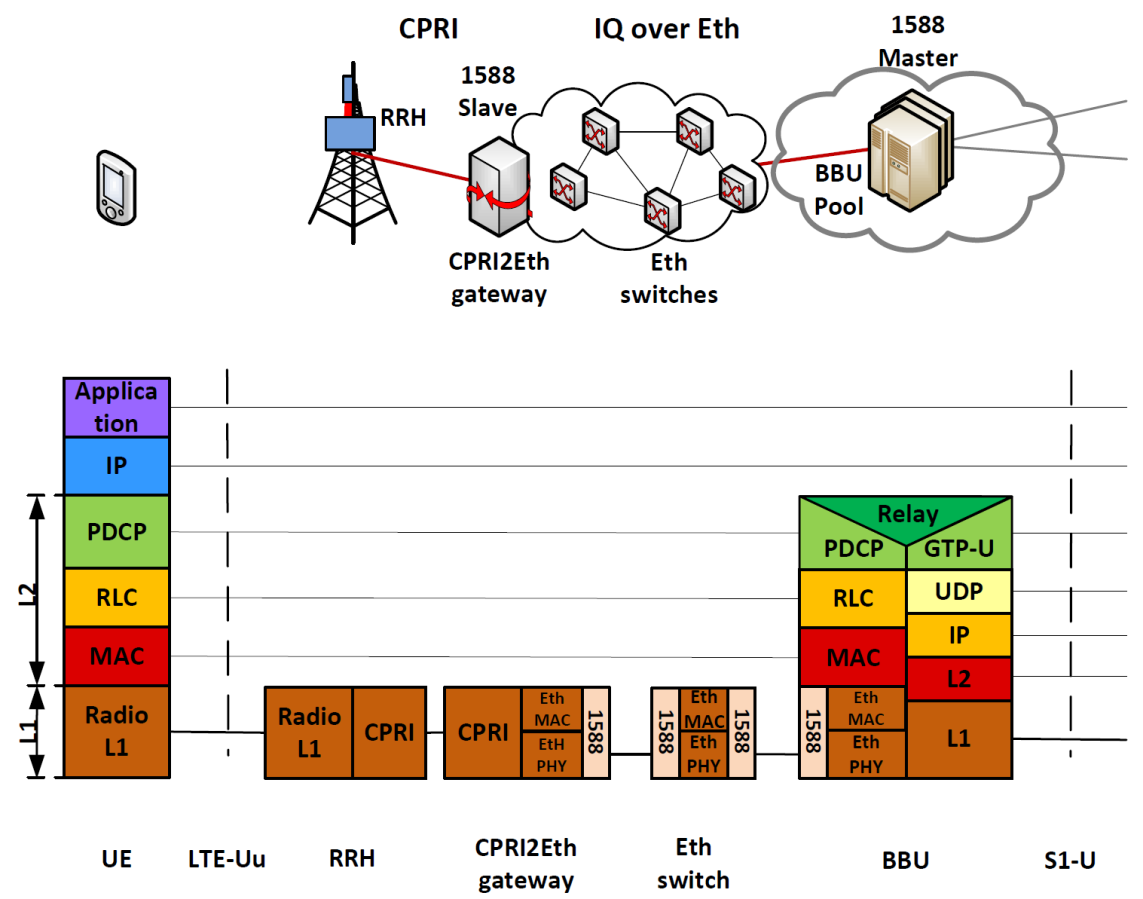 CPRI
IQ over Eth
1588
Master
1588
Slave
RRH
BBU
Pool
CPRI2Eth
gateway
Eth
switches
Applica
tion
IP
PDCP
RLC
MAC
Radio
L1
L2
L1
Radio
L1
CPRI
CPRI
Eth
MAC
EtH
PHY
1588
1588
Eth
MAC
Eth
PHY
1588
Relay
PDCP
GTP-U
RLC
UDP
IP
MAC
L2
1588
Eth
MAC
Eth
PHY
L1
UE
LTE-Uu
RRH
CPRI2Eth
gateway
Eth
switch
BBU
S1-U